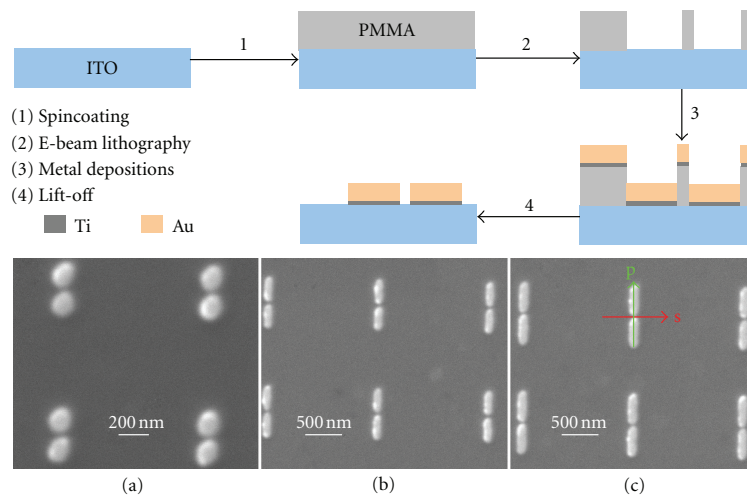 PMMA
1
2
ITO
(1) Spincoating
3
(2) E-beam lithography
(3) Metal depositions
(4) Lift-off
4
Ti
Au
p
s
200 nm
500 nm
500 nm
(a)
(b)
(c)